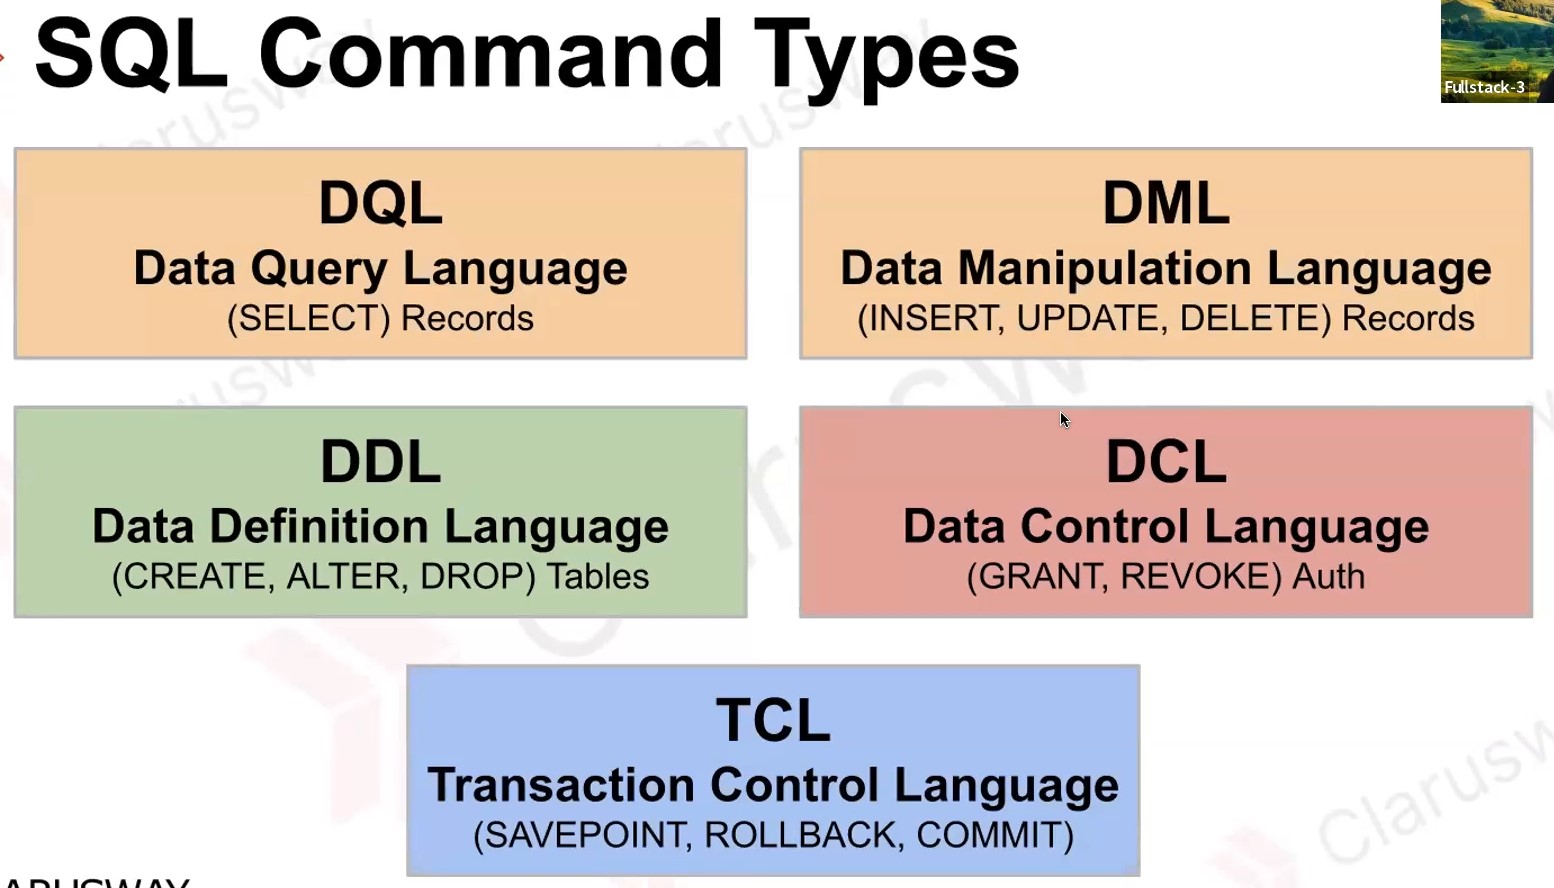 SQL Command Types
Fullstack-3
DQL
Data Query Language
(SELECT) Records
DML
Data Manipulation Language
(INSERT, UPDATE, DELETE) Records
DDL
Data Definition Language
(CREATE, ALTER, DROP) Tables
DCL
Data Control Language
(GRANT, REVOKE) Auth
TCL
Transaction Control Language
(SAVEPOINT, ROLLBACK, COMMIT)
Clarusw
ARUSWAY